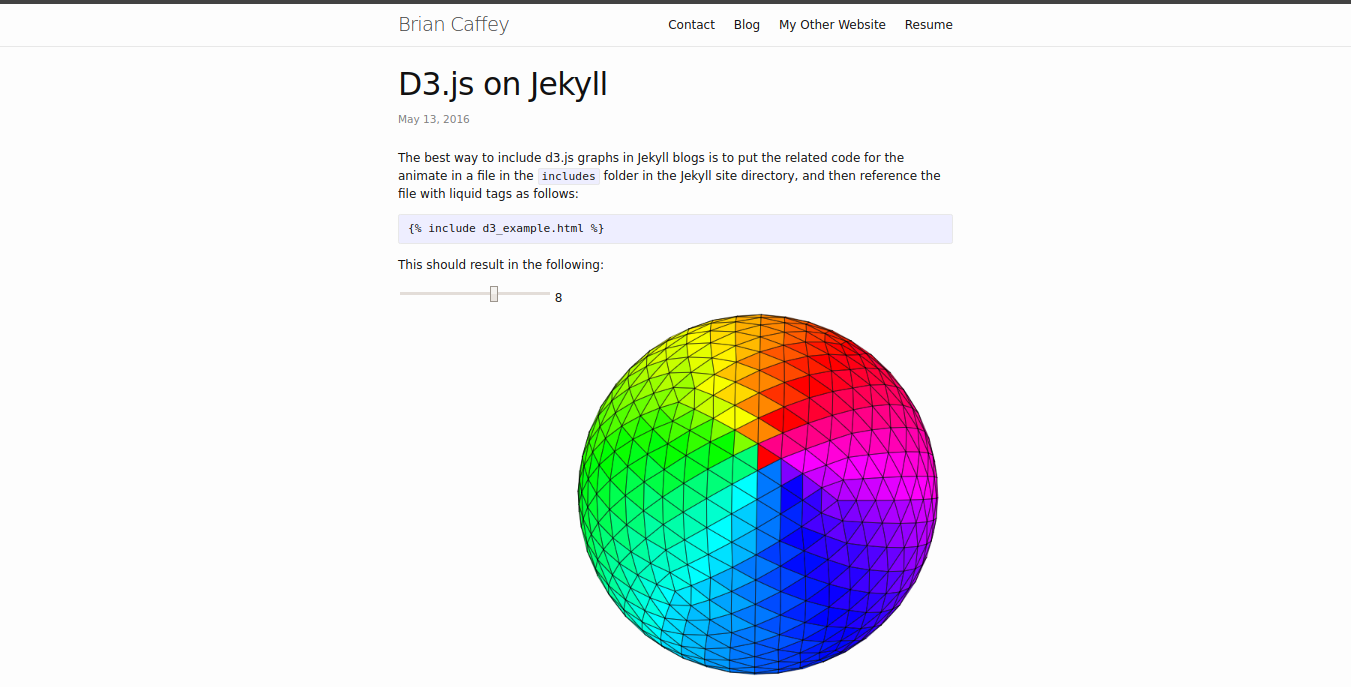 Brian Caffey
Contact Blog My Other Website Resume
D3.js on Jekyll
May 13, 2016
The best way to include d3.js graphs in Jekyll blogs is to put the related code for the
animate in a file in the includes folder in the Jekyll site directory, and then reference the
file with liquid tags as follows:
{% include d3_example.html %}
This should result in the following:
8